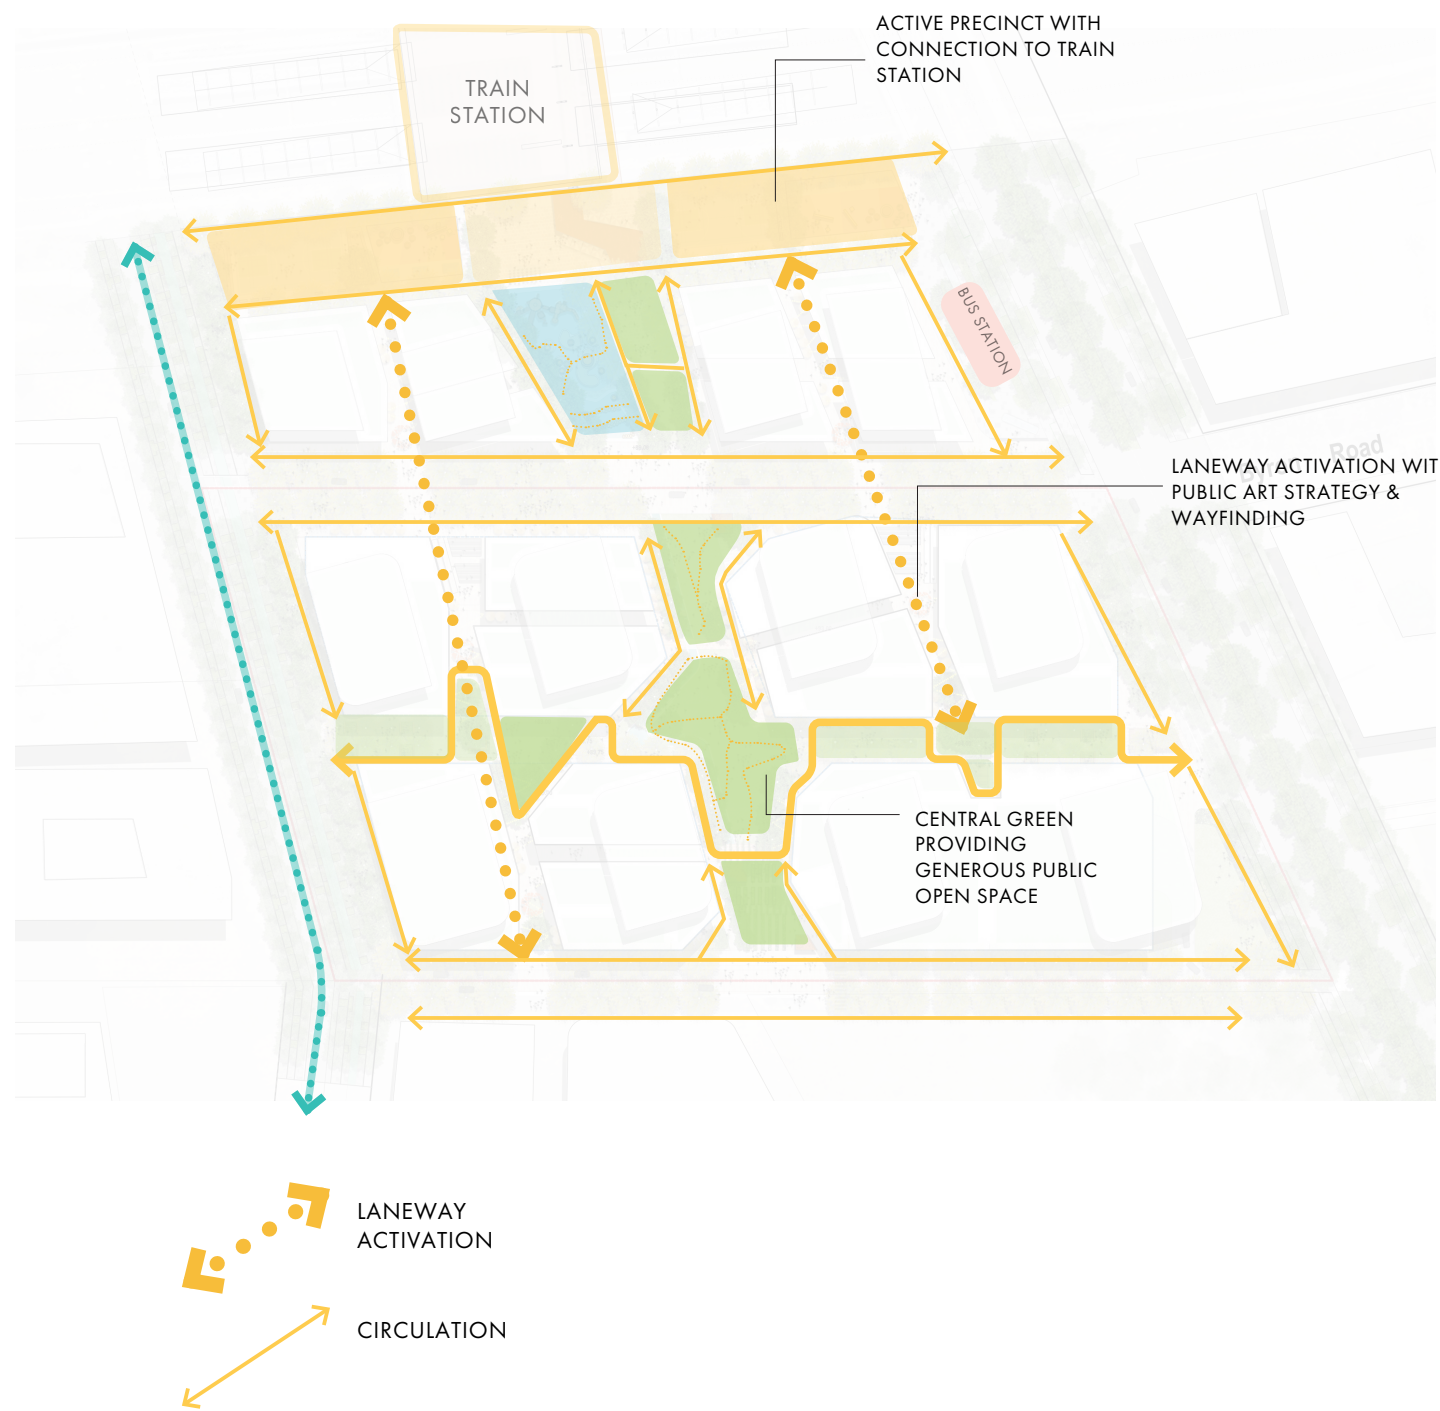 ACTIVE PRECINCT WITH
CONNECTION TO TRAIN
STATION
TRAIN
STATION
BUS STATION
Road
LANEWAY ACTIVATION WIT
PUBLIC ART STRATEGY &
WAYFINDING
CENTRAL GREEN
PROVIDING
GENEROUS PUBLIC
OPEN SPACE
LANEWAY
ACTIVATION
CIRCULATION